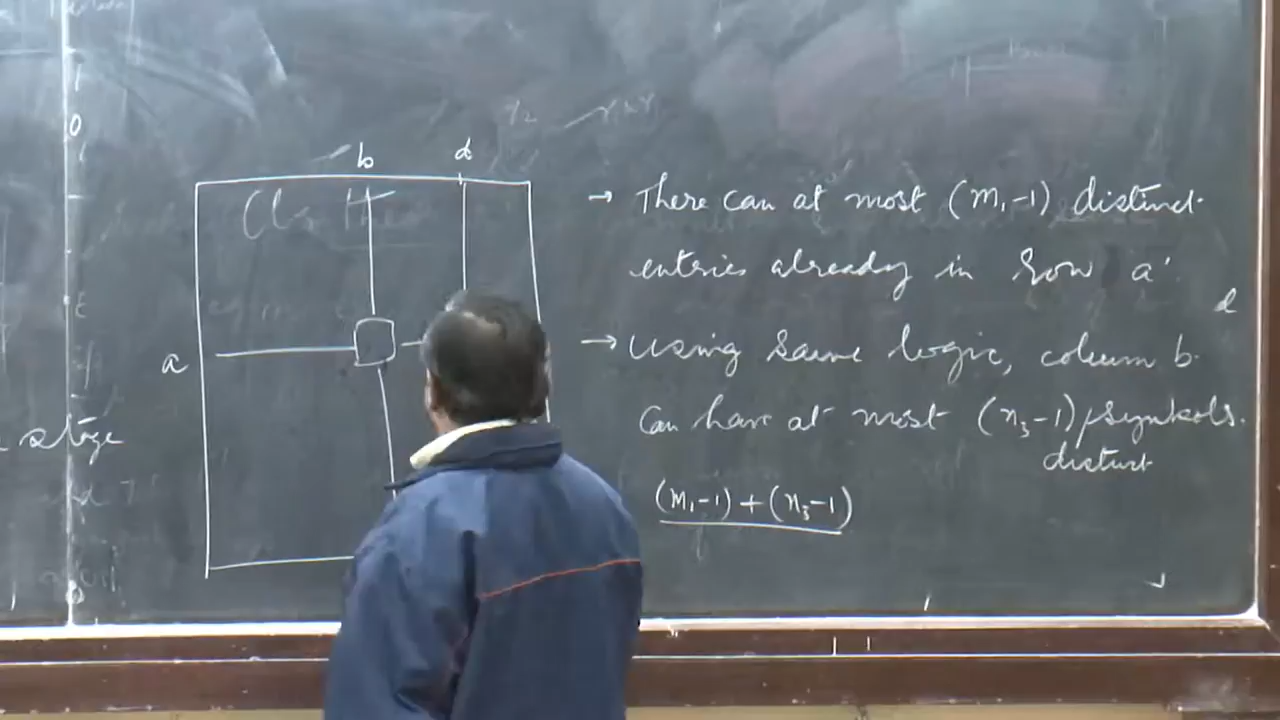 b d
a
→ There can at most (m₁-1) distinct
entries already in row a'.
→ Using same logic, column b
can have at most (n₃-1) symbols.
distinct
(m₁-1) + (n₃-1)
stage